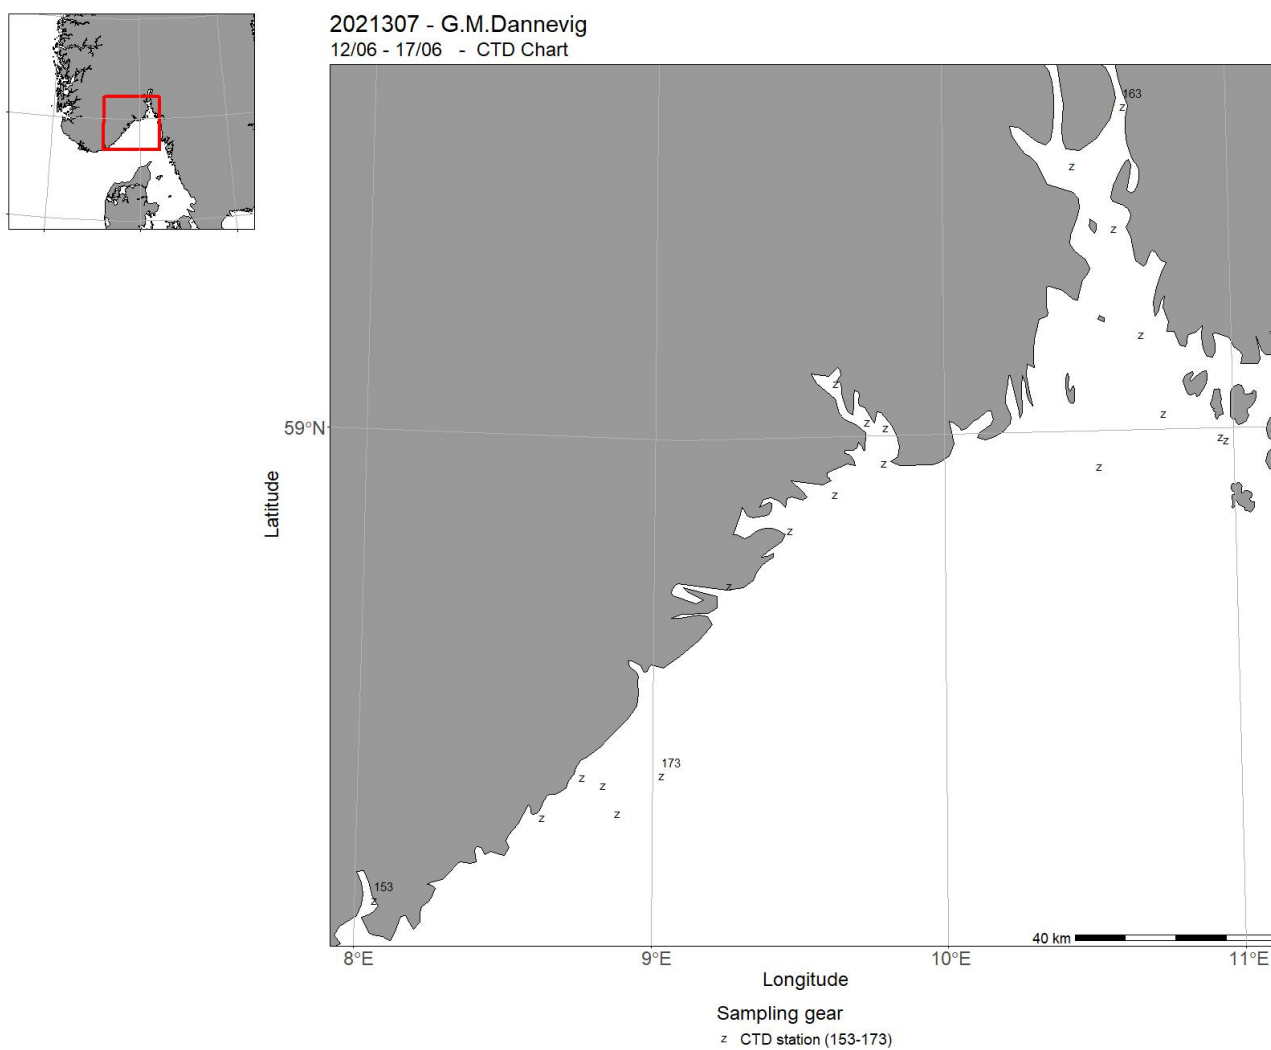 2021307 - G.M.Dannevig
12/06 - 17/06 - CTD Chart
163
z
z
z
z
z
z
z
z
z
z z
z
z
z
z
z
173
z
z
z
z
z
153
z
59°N
Latitude
40 km
8°E 9°E 10°E 11°E
Longitude
Sampling gear
z CTD station (153-173)